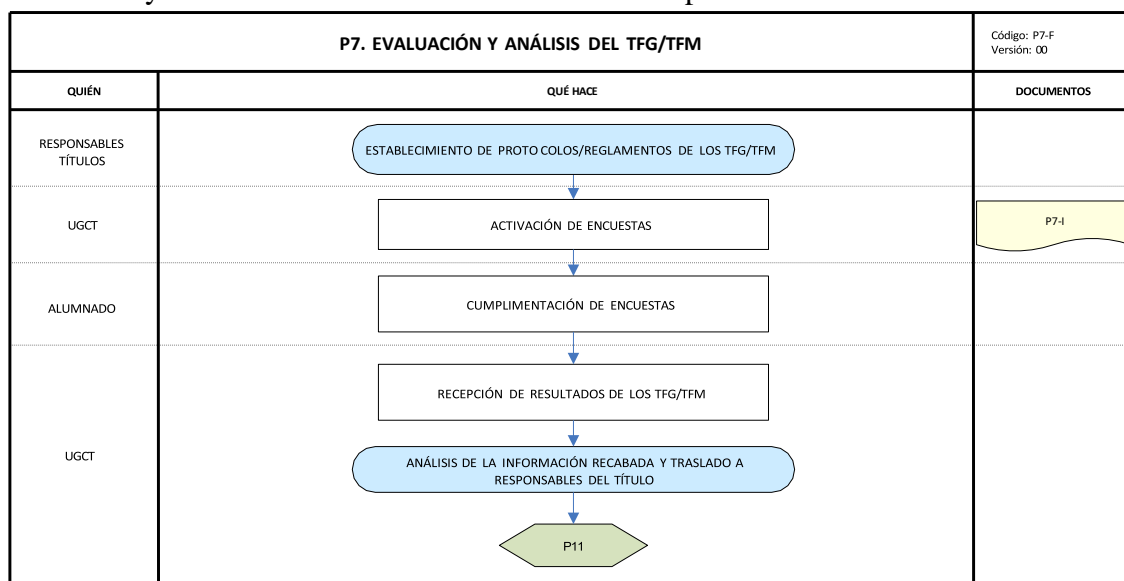 P7. EVALUACIÓN Y ANÁLISIS DEL TFG/TFM
Código: P7-F
Versión: 00
QUIÉN
QUÉ HACE
DOCUMENTOS
RESPONSABLES
TÍTULOS
ESTABLECIMIENTO DE PROTO COLOS/REGLAMENTOS DE LOS TFG/TFM
UGCT
ACTIVACIÓN DE ENCUESTAS
P7-I
ALUMNADO
CUMPLIMENTACIÓN DE ENCUESTAS
RECEPCIÓN DE RESULTADOS DE LOS TFG/TFM
UGCT
ANÁLISIS DE LA INFORMACIÓN RECABADA Y TRASLADO A
RESPONSABLES DEL TÍTULO
P11